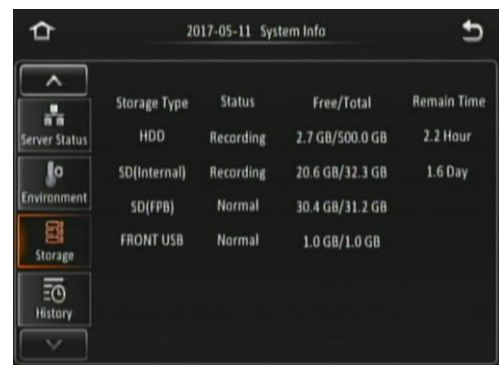 2017-05-11 System Info
Storage Type Status Free/Total Remain Time
HDD Recording 2.7 GB/500.0 GB 2.2 Hour
SD(Internal) Recording 20.6 GB/32.3 GB 1.6 Day
SD(FPB) Normal 30.4 GB/31.2 GB
FRONT USB Normal 1.0 GB/1.0 GB
Server Status
Environment
Storage
History